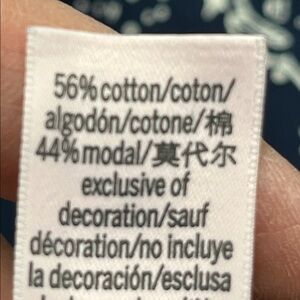 56% cotton/coton/
algodón/cotone/棉
44% modal/莫代尔
exclusive of
decoration/sauf
décoration/no incluye
la decoración/esclusa